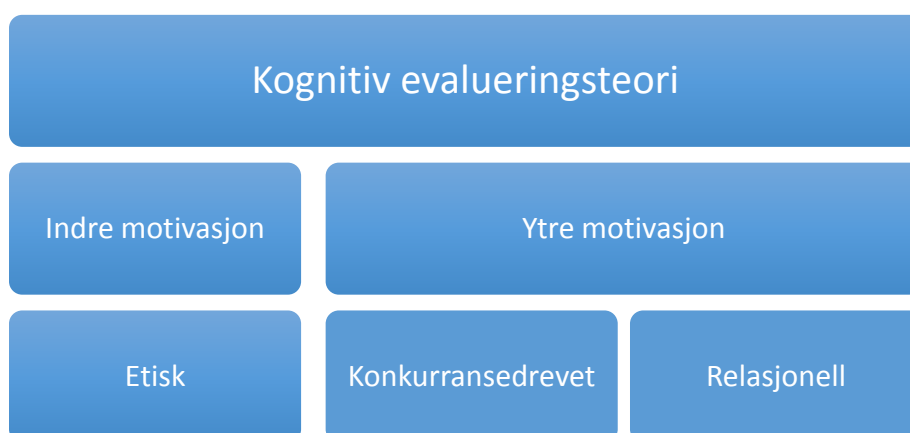 Kognitiv evalueringsteori
Indre motivasjon
Ytre motivasjon
Etisk
Konkurransedrevet
Relasjonell